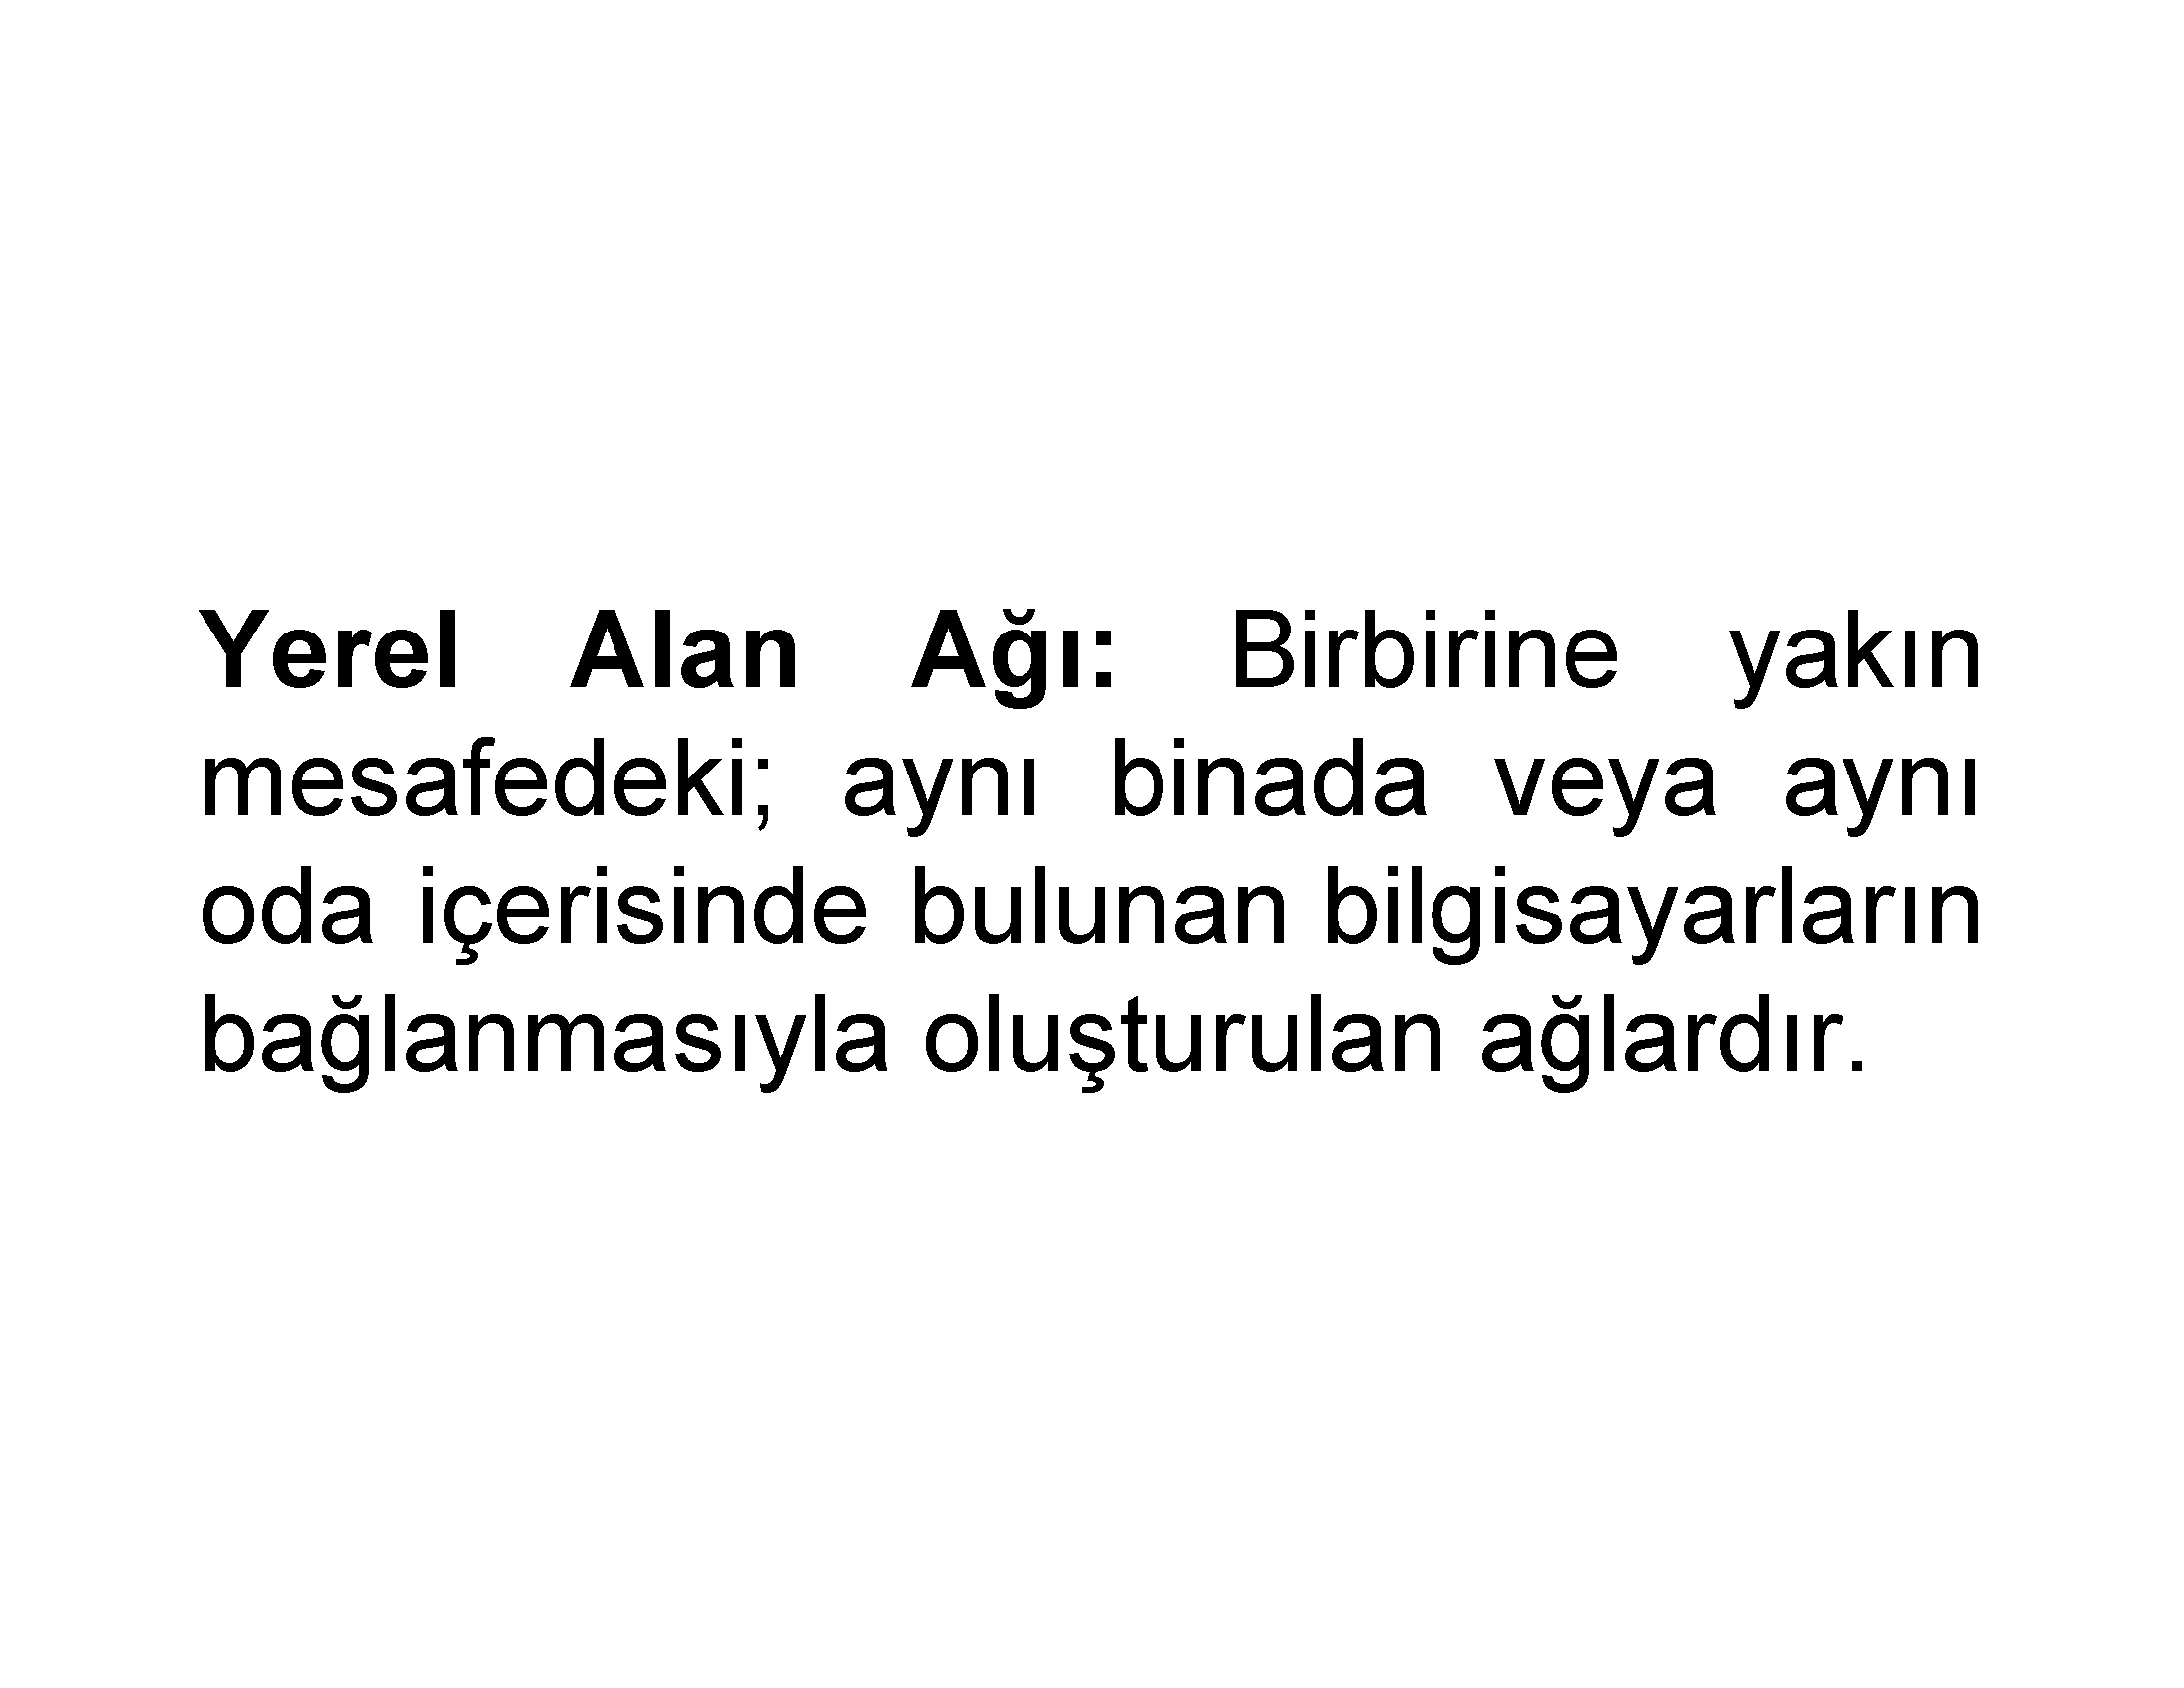 Yerel Alan Ağı: Birbirine yakın
mesafedeki; aynı binada veya aynı
oda içerisinde bulunan bilgisayarların
bağlanmasıyla oluşturulan ağlardır.